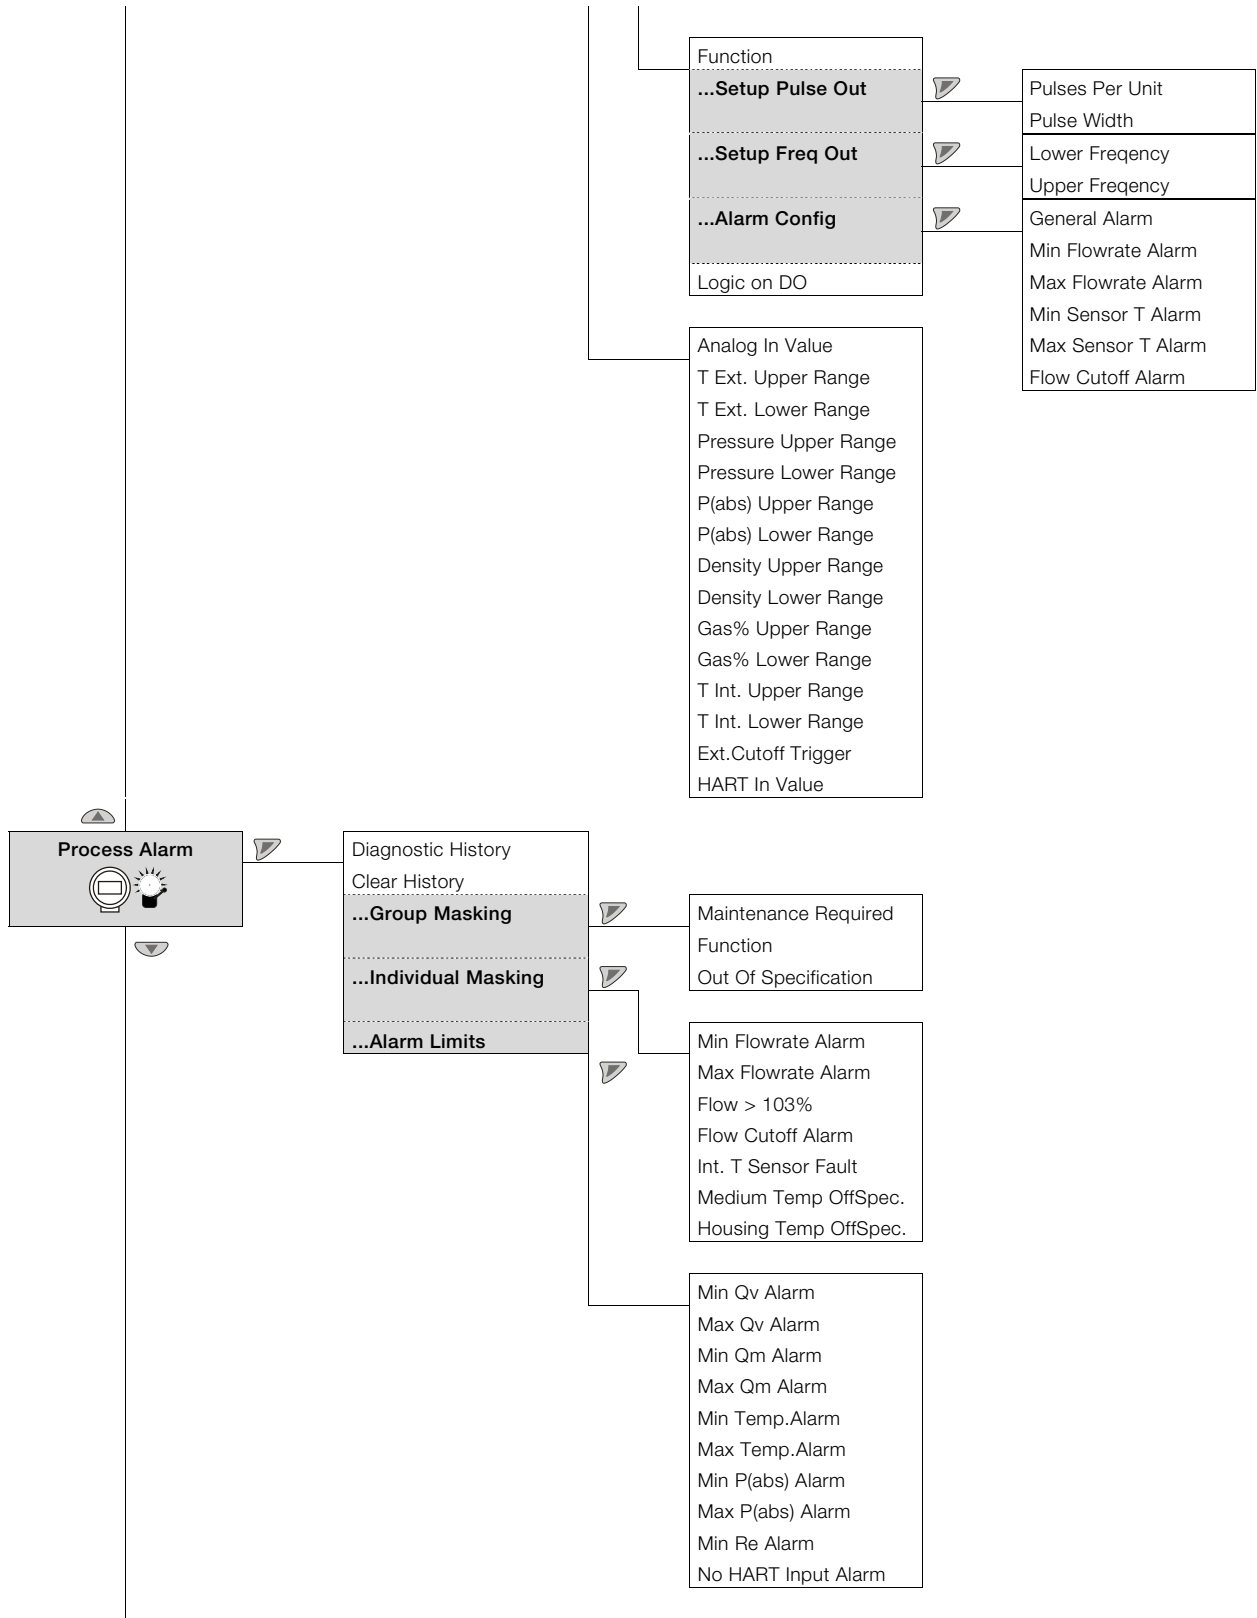 Function
...Setup Pulse Out
Pulses Per Unit
Pulse Width
...Setup Freq Out
Lower Freqency
Upper Freqency
...Alarm Config
General Alarm
Min Flowrate Alarm
Max Flowrate Alarm
Min Sensor T Alarm
Max Sensor T Alarm
Flow Cutoff Alarm
Logic on DO
Analog In Value
T Ext. Upper Range
T Ext. Lower Range
Pressure Upper Range
Pressure Lower Range
P(abs) Upper Range
P(abs) Lower Range
Density Upper Range
Density Lower Range
Gas% Upper Range
Gas% Lower Range
T Int. Upper Range
T Int. Lower Range
Ext.Cutoff Trigger
HART In Value
Process Alarm
Diagnostic History
Clear History
...Group Masking
Maintenance Required
Function
Out Of Specification
...Individual Masking
...Alarm Limits
Min Flowrate Alarm
Max Flowrate Alarm
Flow > 103%
Flow Cutoff Alarm
Int. T Sensor Fault
Medium Temp OffSpec.
Housing Temp OffSpec.
Min Qv Alarm
Max Qv Alarm
Min Qm Alarm
Max Qm Alarm
Min Temp.Alarm
Max Temp.Alarm
Min P(abs) Alarm
Max P(abs) Alarm
Min Re Alarm
No HART Input Alarm